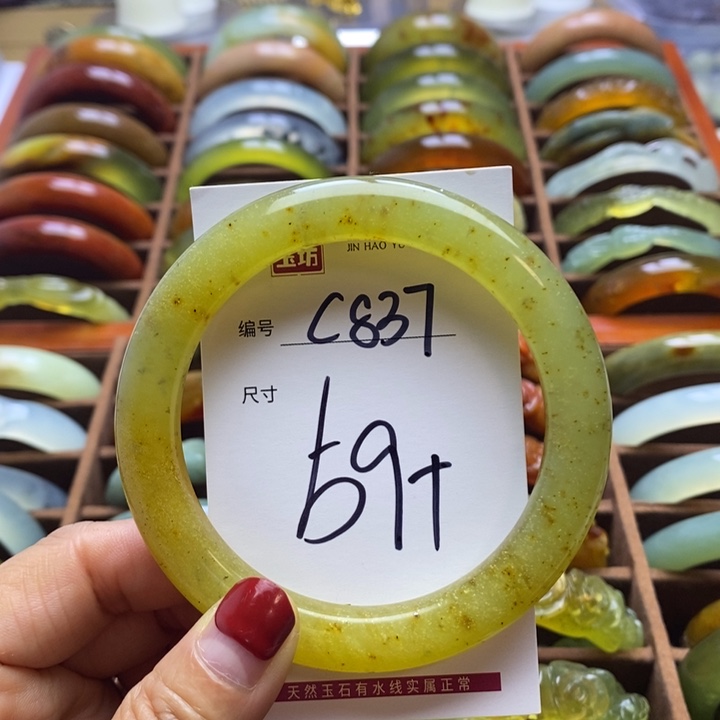 玉坊
JIN HAO YU
编号 C837
尺寸
59+
天然玉石有水线实属正常